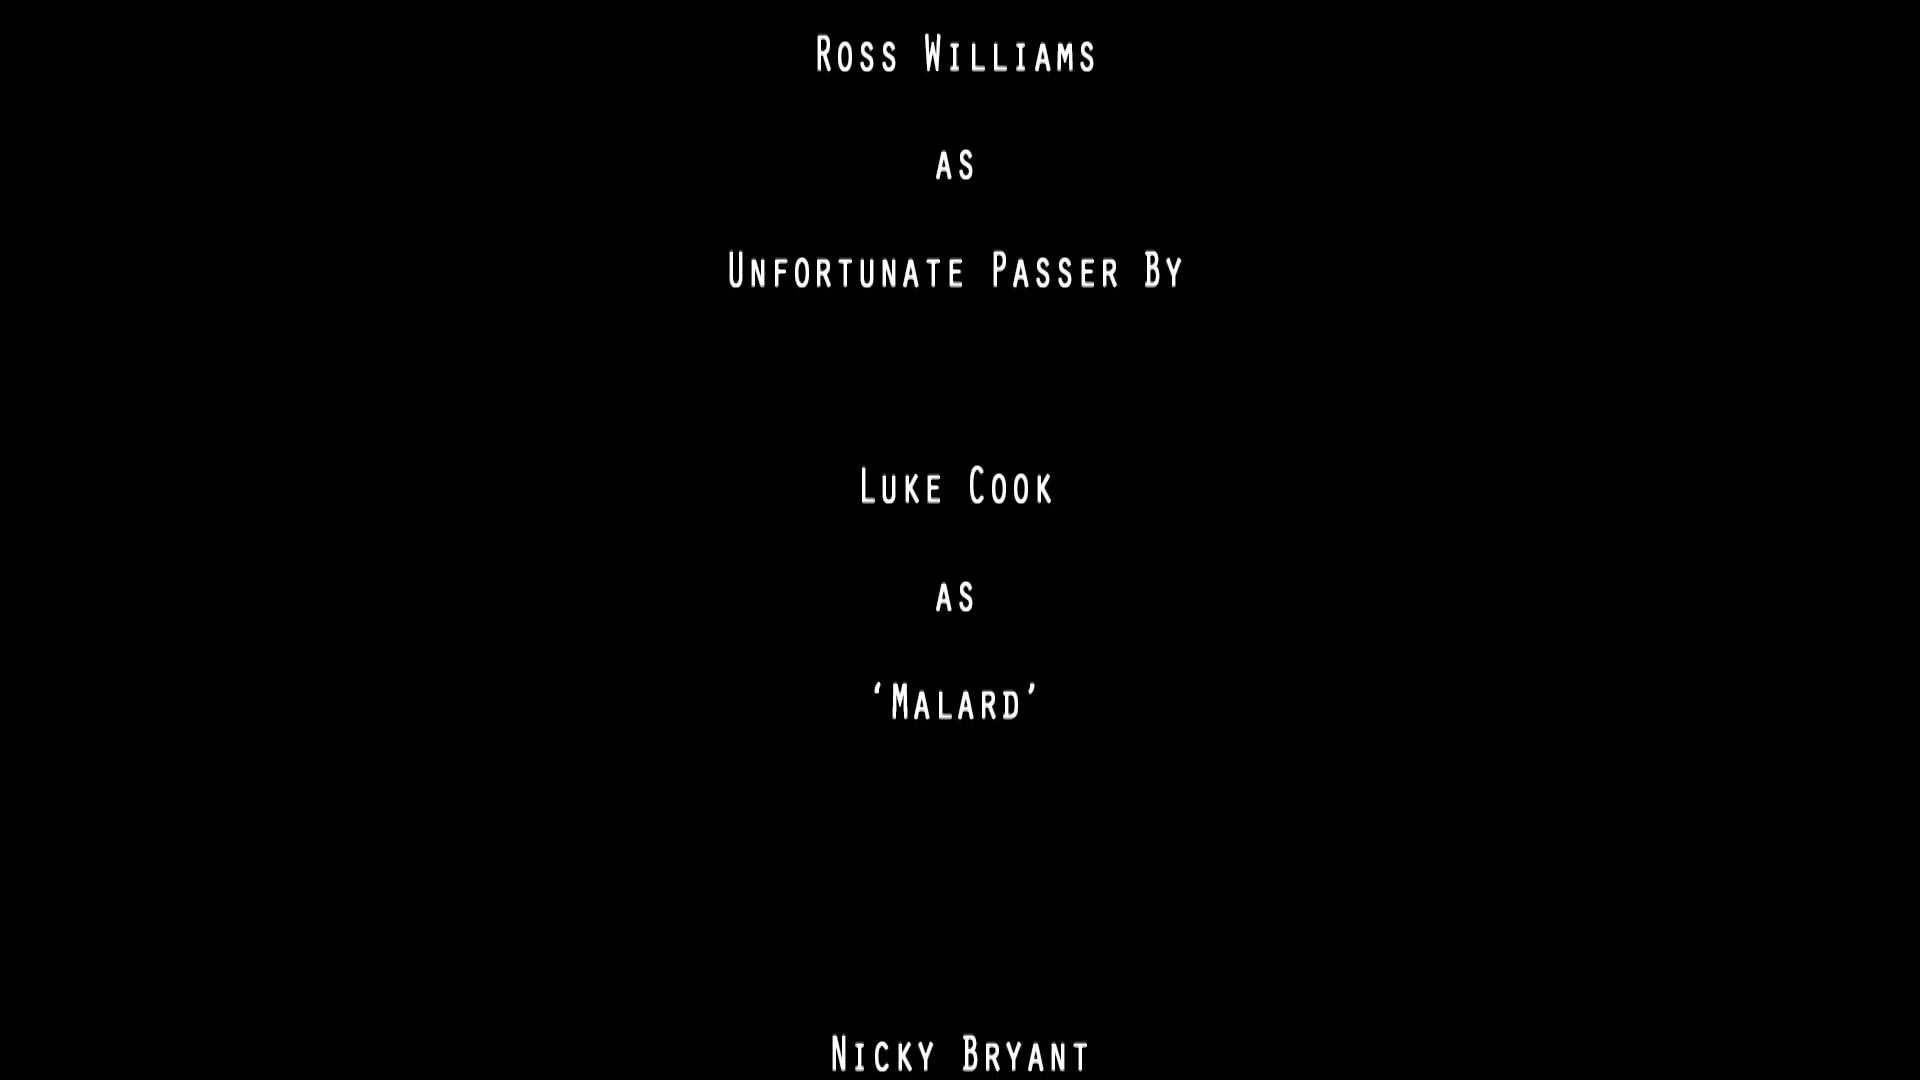 Ross Williams
as
Unfortunate Passer By
Luke Cook
as
‘Malard’
Nicky Bryant